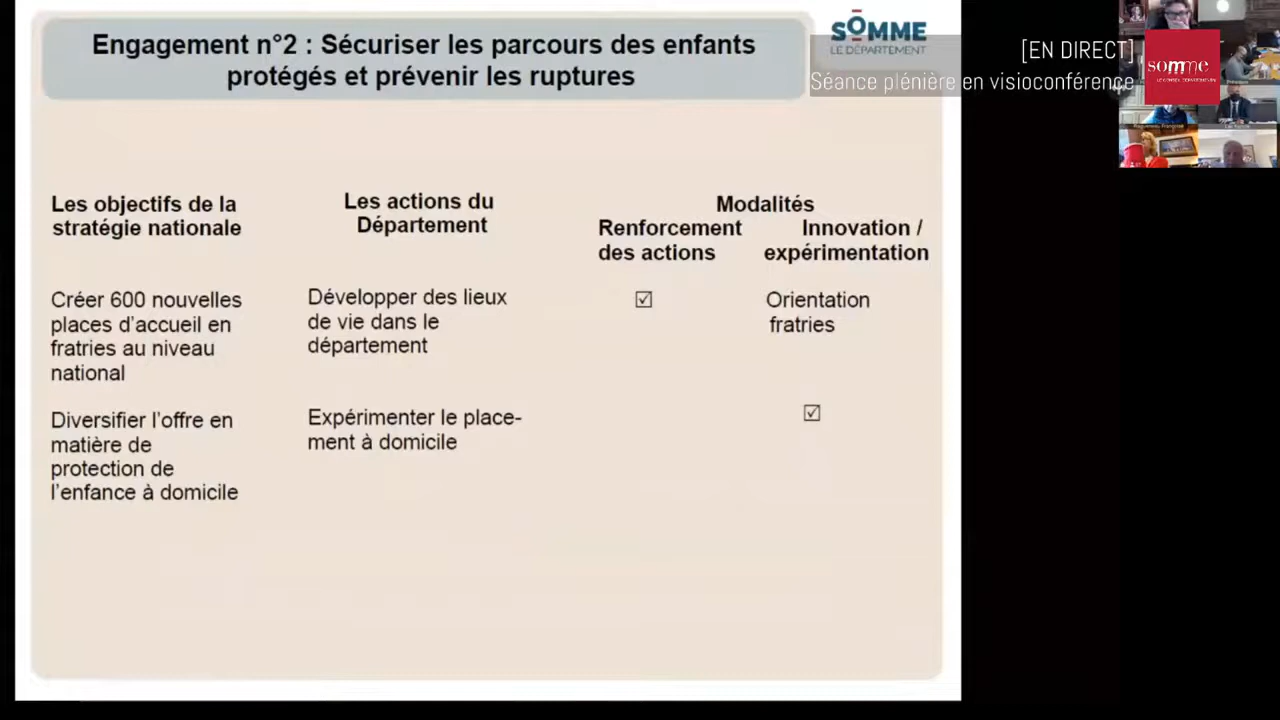 Engagement n°2 : Sécuriser les parcours des enfants
protégés et prévenir les ruptures
SOMME
LE DÉPARTEMENT
[EN DIRECT]
Séance plénière en visioconférence
somme
Les objectifs de la
stratégie nationale
Les actions du
Département
Modalités
Renforcement
des actions
Innovation /
expérimentation
Créer 600 nouvelles
places d’accueil en
fratries au niveau
national
Développer des lieux
de vie dans le
département
☑
Orientation
fratries
Diversifier l’offre en
matière de
protection de
l’enfance à domicile
Expérimenter le place-
ment à domicile
☑